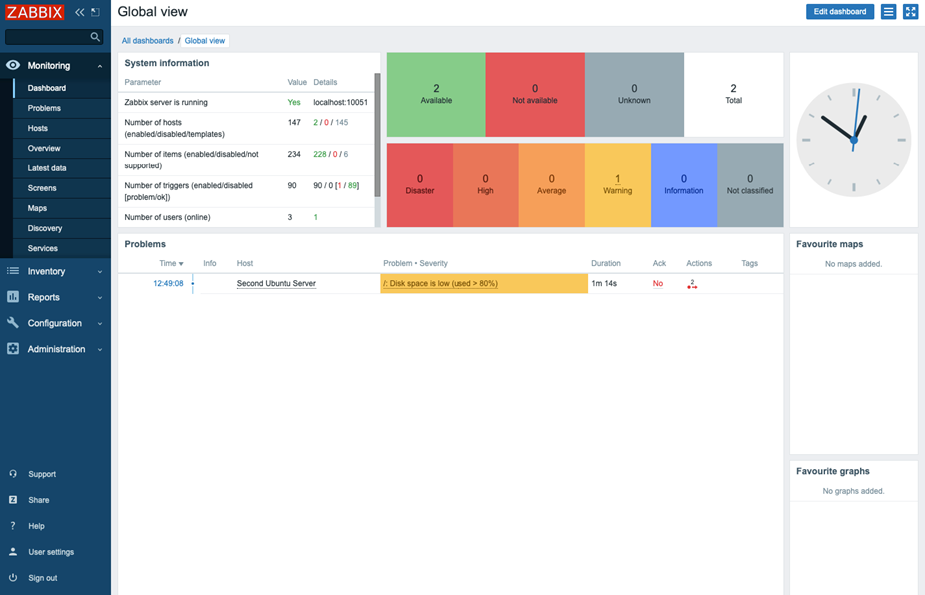 ZABBIX
Global view
Edit dashboard
All dashboards / Global view
Monitoring
Dashboard
Problems
Hosts
Overview
Latest data
Screens
Maps
Discovery
Services
Inventory
Reports
Configuration
Administration
Support
Z Share
? Help
User settings
Sign out
System information
Parameter Value Details
Zabbix server is running Yes localhost:10051
Number of hosts 147 2 / 0 / 145
(enabled/disabled/templates)
Number of items (enabled/disabled/not 234 228 / 0 / 6
supported)
Number of triggers (enabled/disabled 90 90 / 0 [1 / 89]
[problem/ok])
Number of users (online) 3 1
2 0 0 2
Available Not available Unknown Total
0 0 0 1 0 0
Disaster High Average Warning Information Not classified
Problems
Time Info Host Problem • Severity Duration Ack Actions Tags
12:49:08 Second Ubuntu Server /: Disk space is low (used > 80%) 1m 14s No 2
Favourite maps
No maps added.
Favourite graphs
No graphs added.